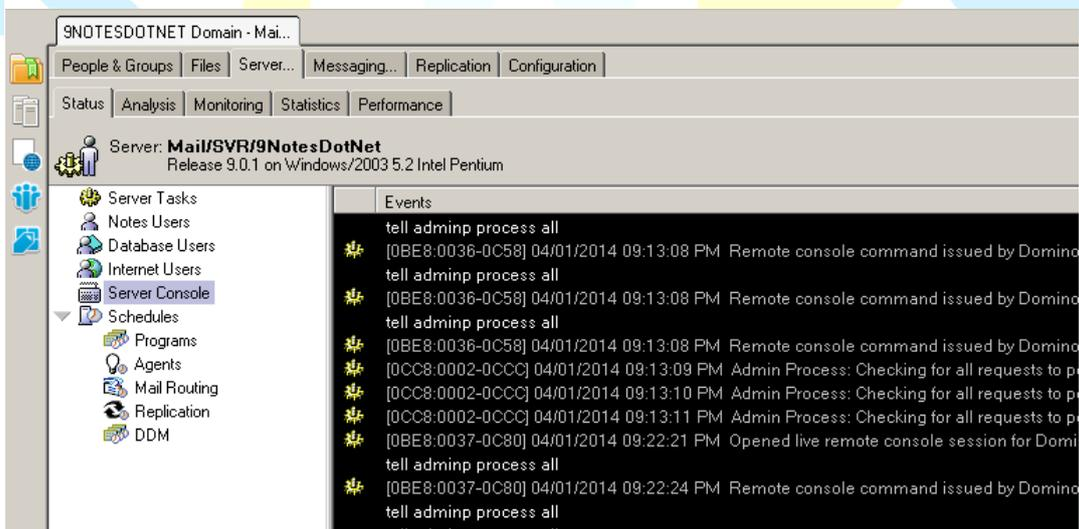 9NOTESDOTNET Domain - Mai...
People & Groups Files Server... Messaging... Replication Configuration
Status Analysis Monitoring Statistics Performance
Server: Mail/SVR/9NotesDotNet
Release 9.0.1 on Windows/2003 5.2 Intel Pentium
Server Tasks
Notes Users
Database Users
Internet Users
Server Console
Schedules
Programs
Agents
Mail Routing
Replication
DDM
Events
tell adminp process all
[0BE8:0036-0C58] 04/01/2014 09:13:08 PM Remote console command issued by Domino
tell adminp process all
[0BE8:0036-0C58] 04/01/2014 09:13:08 PM Remote console command issued by Domino
tell adminp process all
[0BE8:0036-0C58] 04/01/2014 09:13:08 PM Remote console command issued by Domino
[0CC8:0002-0CCC] 04/01/2014 09:13:09 PM Admin Process: Checking for all requests to p
[0CC8:0002-0CCC] 04/01/2014 09:13:10 PM Admin Process: Checking for all requests to p
[0CC8:0002-0CCC] 04/01/2014 09:13:11 PM Admin Process: Checking for all requests to p
[0BE8:0037-0C80] 04/01/2014 09:22:21 PM Opened live remote console session for Domi
tell adminp process all
[0BE8:0037-0C80] 04/01/2014 09:22:24 PM Remote console command issued by Domino
tell adminp process all